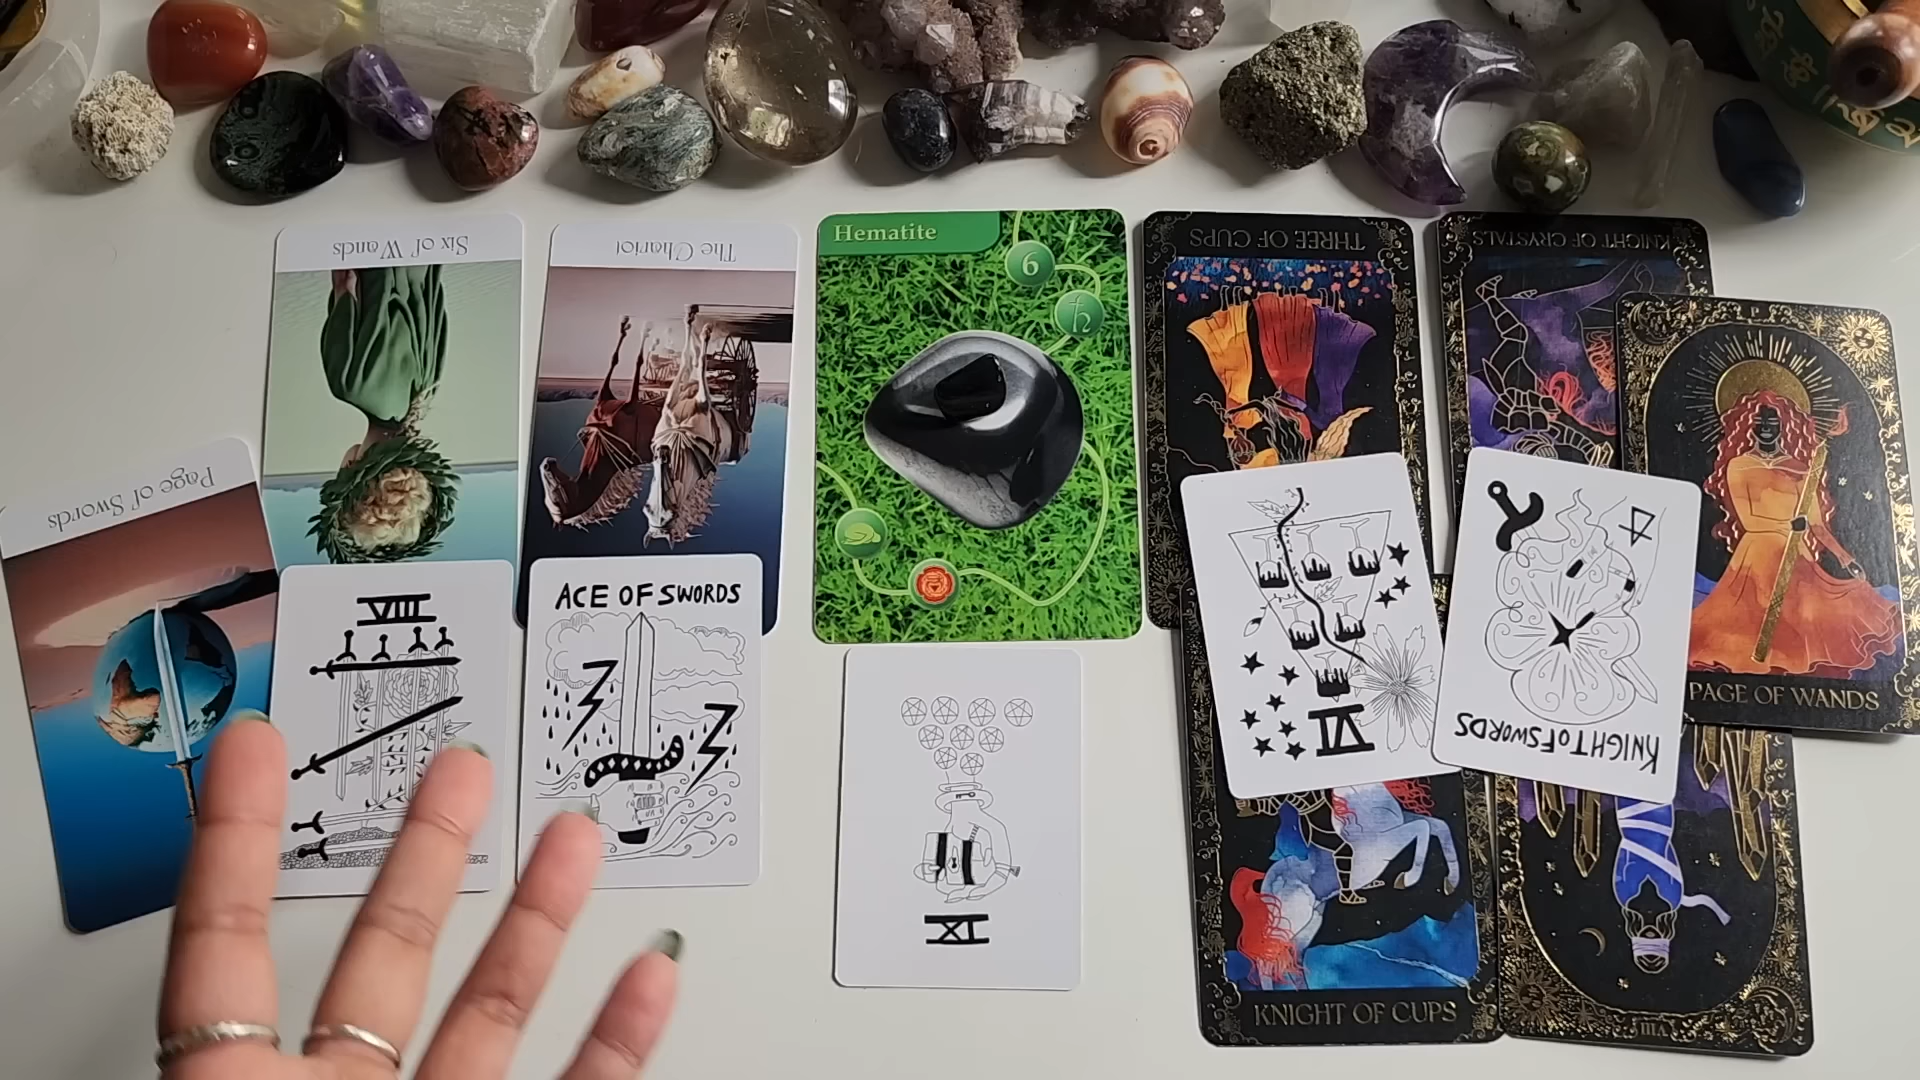 Six of Wands
The Chariot
Hematite
6
THREE OF CUPS
KNIGHT OF CRYSTALS
P
Page of Swords
VIII
ACE OF SWORDS
IX
VI
KNIGHT OF SWORDS
PAGE OF WANDS
KNIGHT OF CUPS
VIII